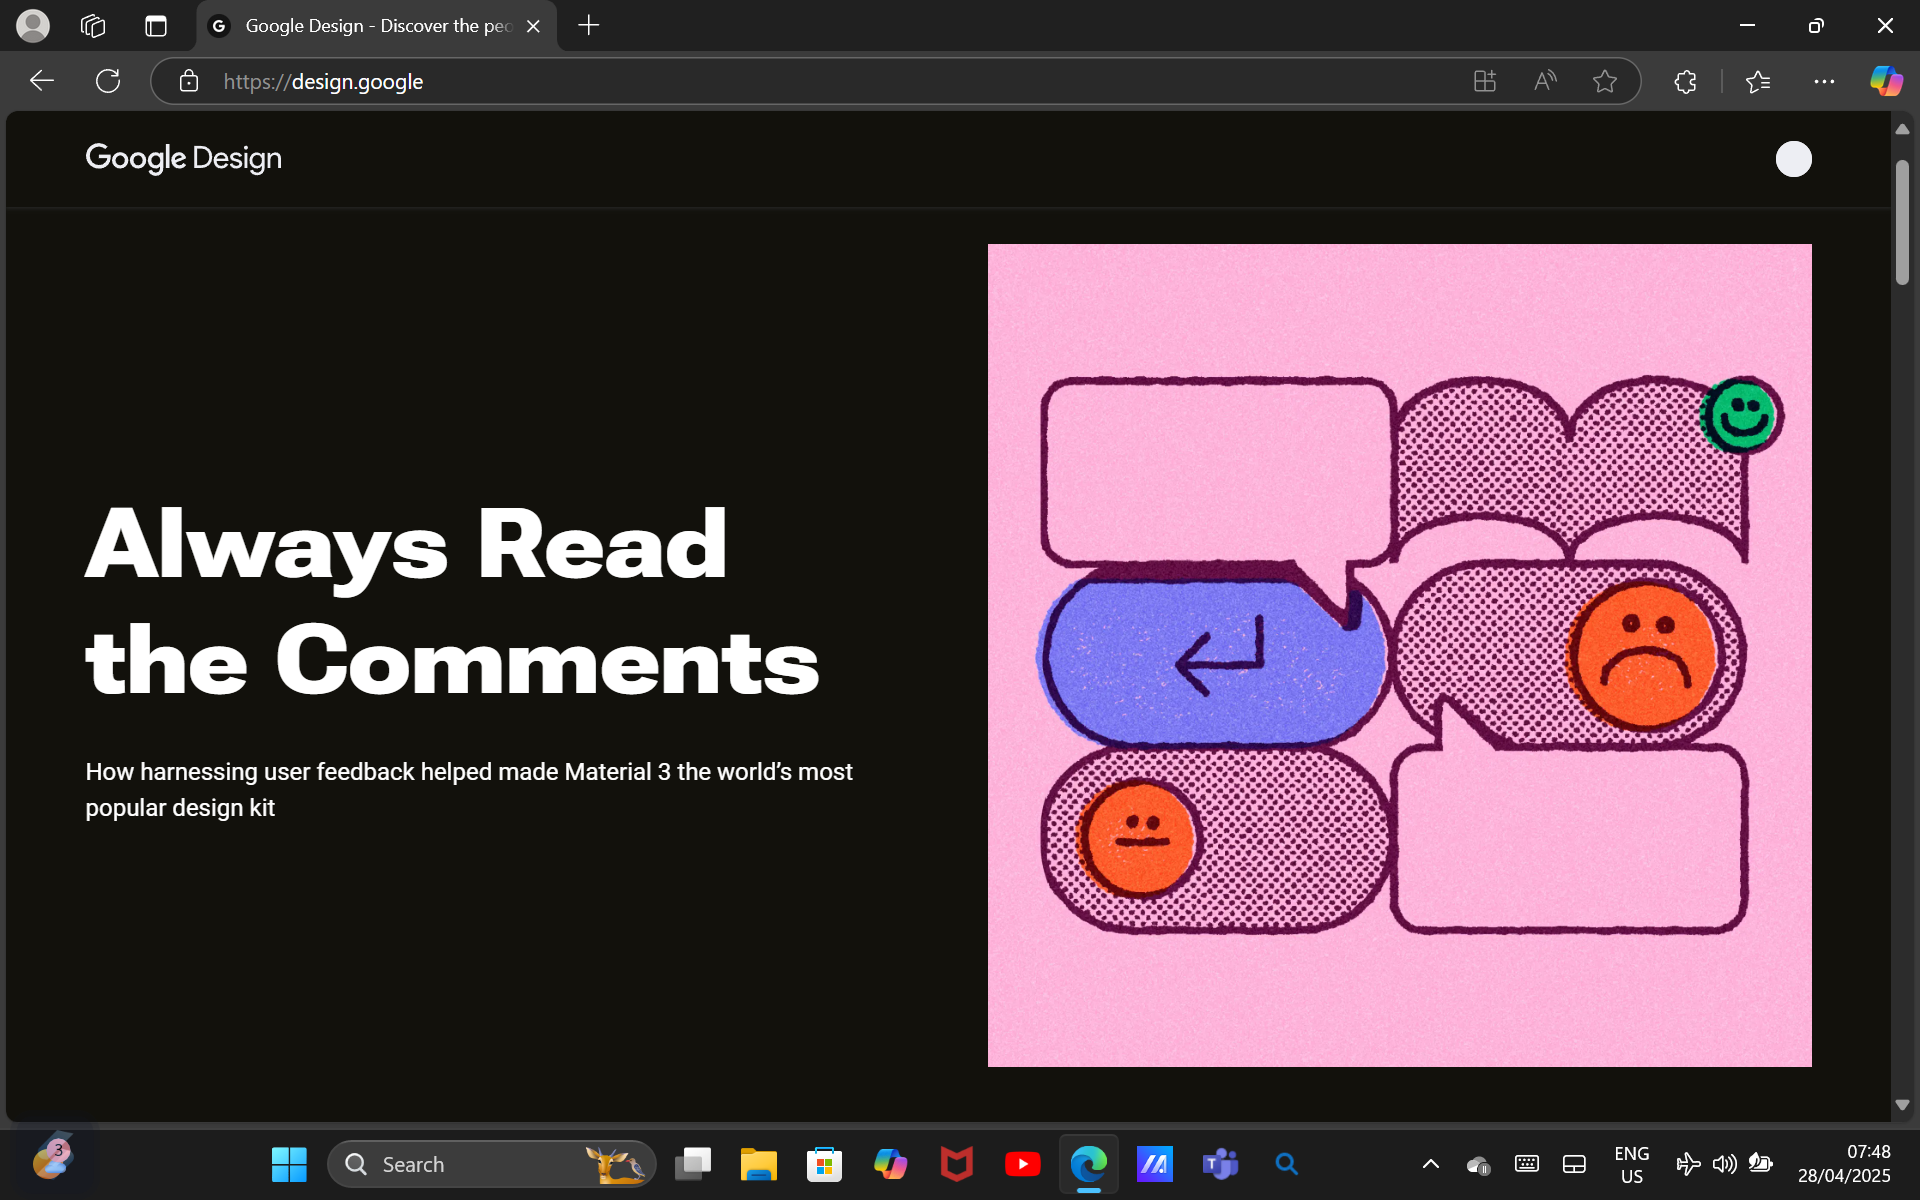 Google Design - Discover the peo
https://design.google
Google Design
Always Read
the Comments
How harnessing user feedback helped made Material 3 the world's most
popular design kit
3
Search
ENG
US
07:48
28/04/2025